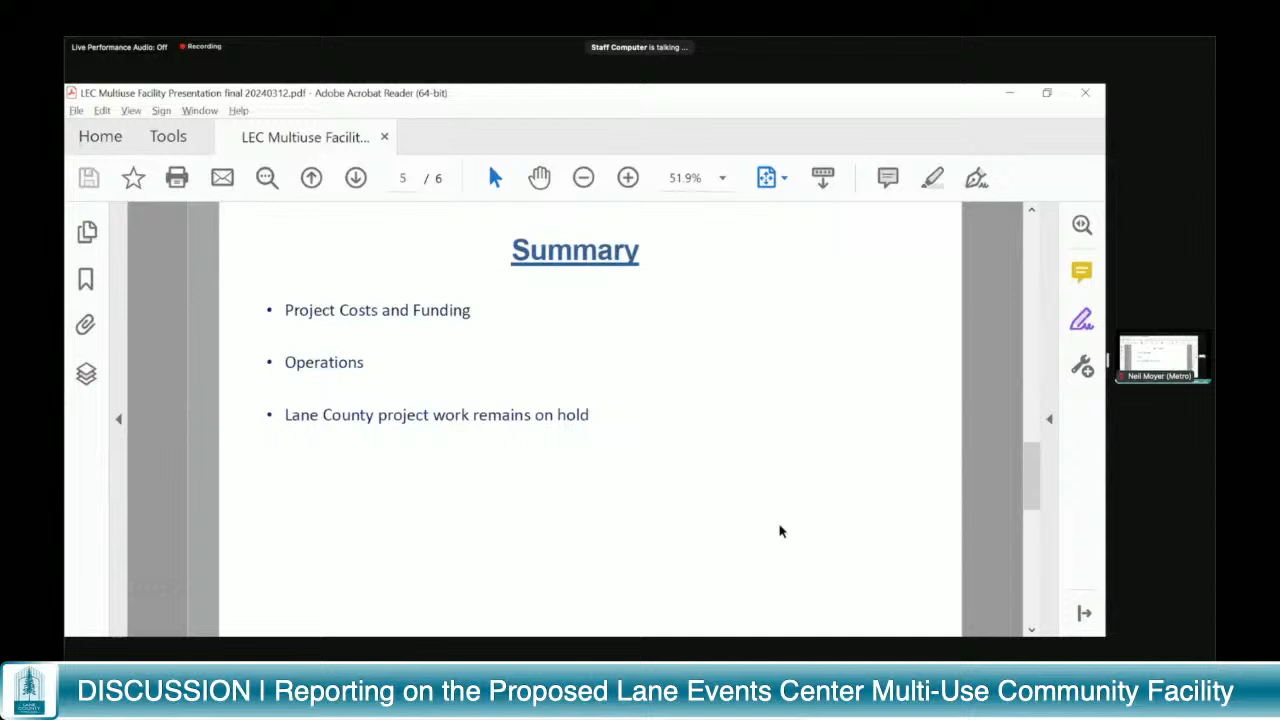 Live Performance Audio: Off
Recording
Staff Computer is talking ...
LEC Multiuse Facility Presentation final 20240312.pdf - Adobe Acrobat Reader (64-bit)
File Edit View Sign Window Help
Home Tools LEC Multiuse Facilit...
5 / 6 51.9%
Summary
• Project Costs and Funding
• Operations
• Lane County project work remains on hold
Neil Moyer (Metro)
LANE COUNTY
DISCUSSION | Reporting on the Proposed Lane Events Center Multi-Use Community Facility